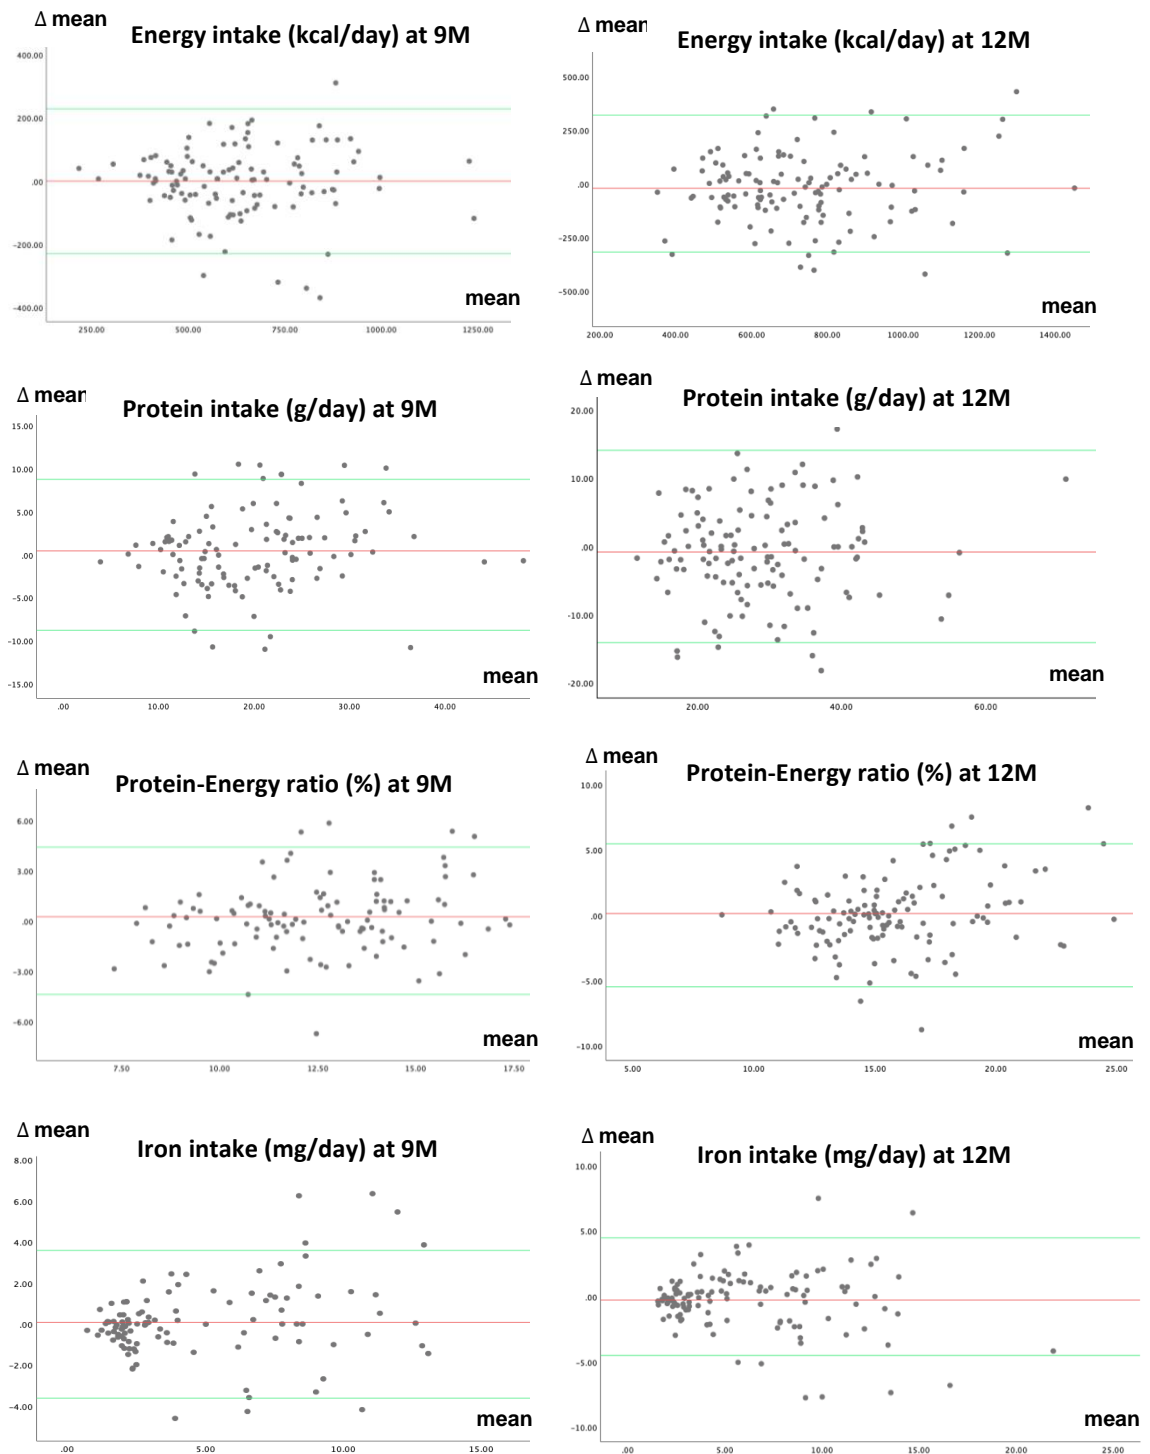 Δ mean
Energy intake (kcal/day) at 9M
400.00
200.00
.00
-200.00
-400.00
mean
250.00 500.00 750.00 1000.00 1250.00
Δ mean
Energy intake (kcal/day) at 12M
500.00
250.00
.00
-250.00
-500.00
mean
200.00 400.00 600.00 800.00 1000.00 1200.00 1400.00
Δ mean
Protein intake (g/day) at 9M
15.00
10.00
5.00
.00
-5.00
-10.00
-15.00
mean
.00 10.00 20.00 30.00 40.00
Δ mean
Protein intake (g/day) at 12M
20.00
10.00
.00
-10.00
-20.00
mean
20.00 40.00 60.00
Δ mean
Protein-Energy ratio (%) at 9M
6.00
3.00
.00
-3.00
-6.00
mean
7.50 10.00 12.50 15.00 17.50
Δ mean
Protein-Energy ratio (%) at 12M
10.00
5.00
.00
-5.00
-10.00
mean
5.00 10.00 15.00 20.00 25.00
Δ mean
Iron intake (mg/day) at 9M
8.00
6.00
4.00
2.00
.00
-2.00
-4.00
mean
.00 5.00 10.00 15.00
Δ mean
Iron intake (mg/day) at 12M
10.00
5.00
.00
-5.00
-10.00
mean
.00 5.00 10.00 15.00 20.00 25.00